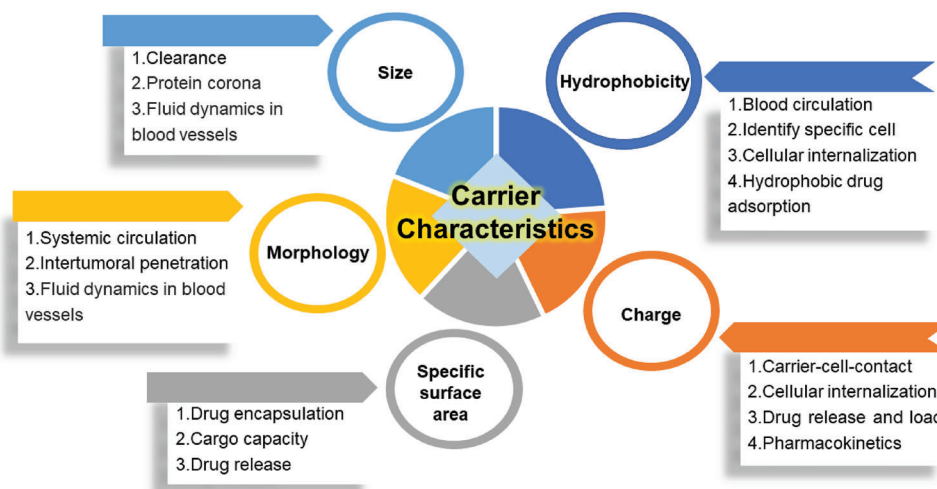 Size
1.Clearance
2.Protein corona
3.Fluid dynamics in
blood vessels
Hydrophobicity
1.Blood circulation
2.Identify specific cell
3.Cellular internalization
4.Hydrophobic drug
adsorption
Carrier
Characteristics
Morphology
1.Systemic circulation
2.Intertumoral penetration
3.Fluid dynamics in blood
vessels
Charge
1.Carrier-cell-contact
2.Cellular internalization
3.Drug release and load
4.Pharmacokinetics
Specific
surface
area
1.Drug encapsulation
2.Cargo capacity
3.Drug release